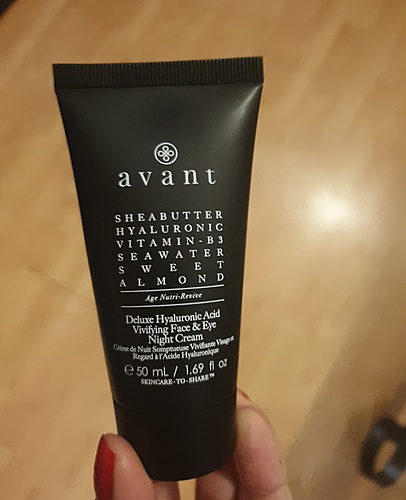 avant
SHEABUTTER
HYALURONIC
VITAMIN-B3
SEAWATER
SWEET
ALMOND
Age Nutri-Revive
Deluxe Hyaluronic Acid
Vivifying Face & Eye
Night Cream
Crème de Nuit Somptueuse Vivifiante Visage et
Regard à l'Acide Hyaluronique
℮ 50 mL / 1.69 fl oz
SKINCARE-TO-SHARE™